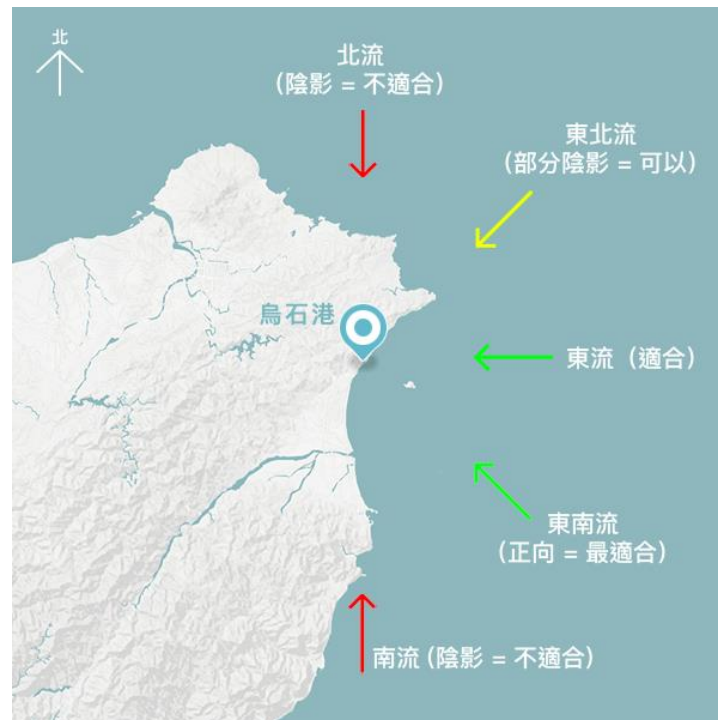 北
北流
(陰影 = 不適合)
東北流
(部分陰影 = 可以)
烏石港
東流 (適合)
東南流
(正向 = 最適合)
南流 (陰影 = 不適合)